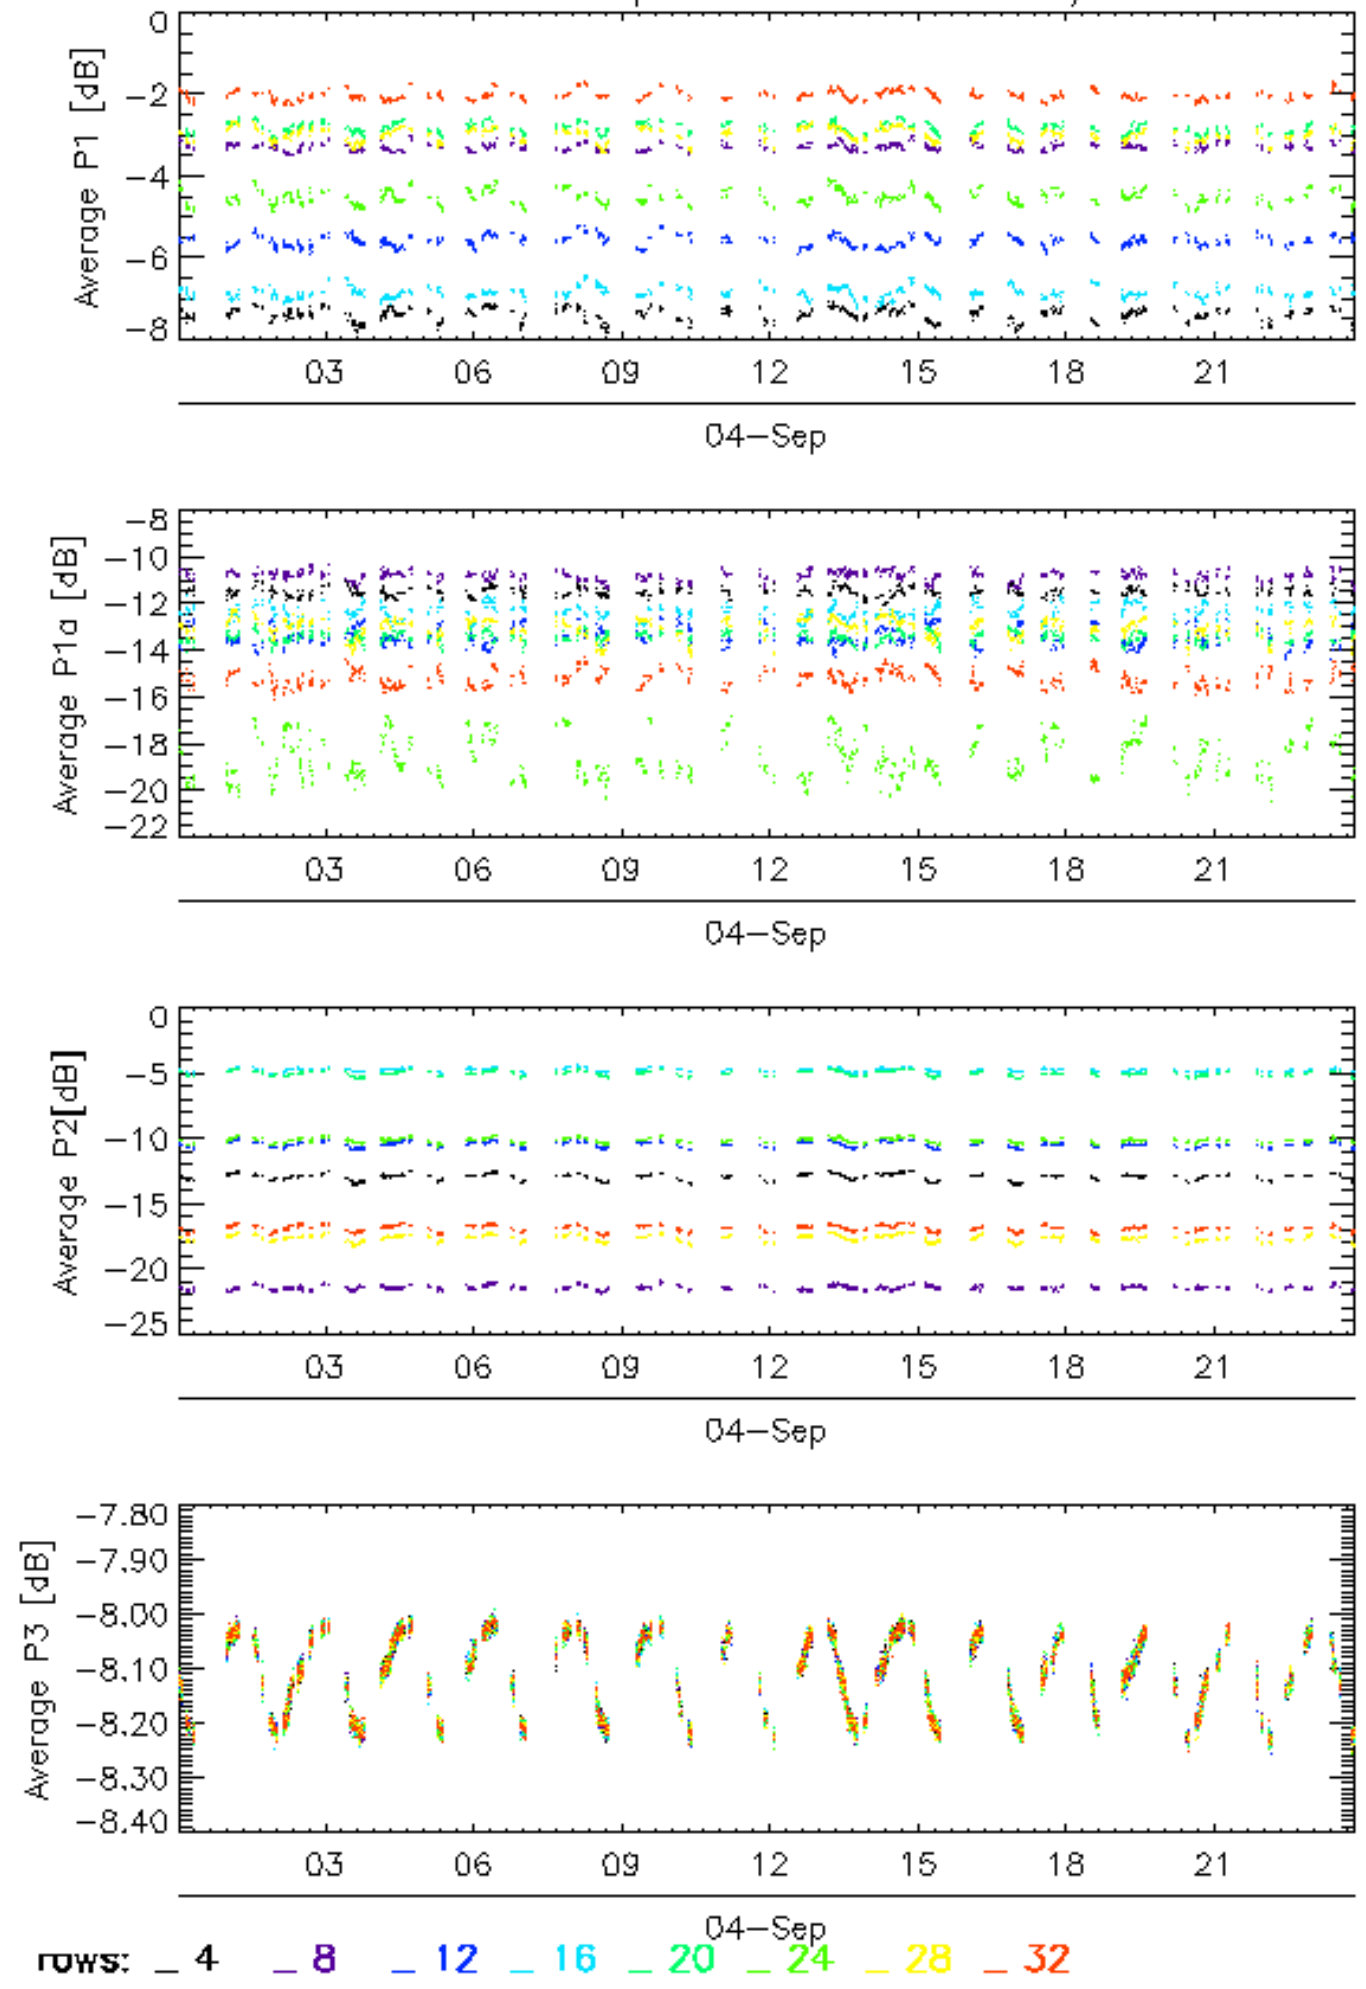 0
−2
−4
−6
−8
Average P1 [dB]
03 06 09 12 15 18 21
04−Sep
−8
−10
−12
−14
−16
−18
−20
−22
Average P1a [dB]
03 06 09 12 15 18 21
04−Sep
0
−5
−10
−15
−20
−25
Average P2[dB]
03 06 09 12 15 18 21
04−Sep
−7.80
−7.90
−8.00
−8.10
−8.20
−8.30
−8.40
Average P3 [dB]
03 06 09 12 15 18 21
04−Sep
rows: _ 4 _ 8 _ 12 _ 16 _ 20 _ 24 _ 28 _ 32